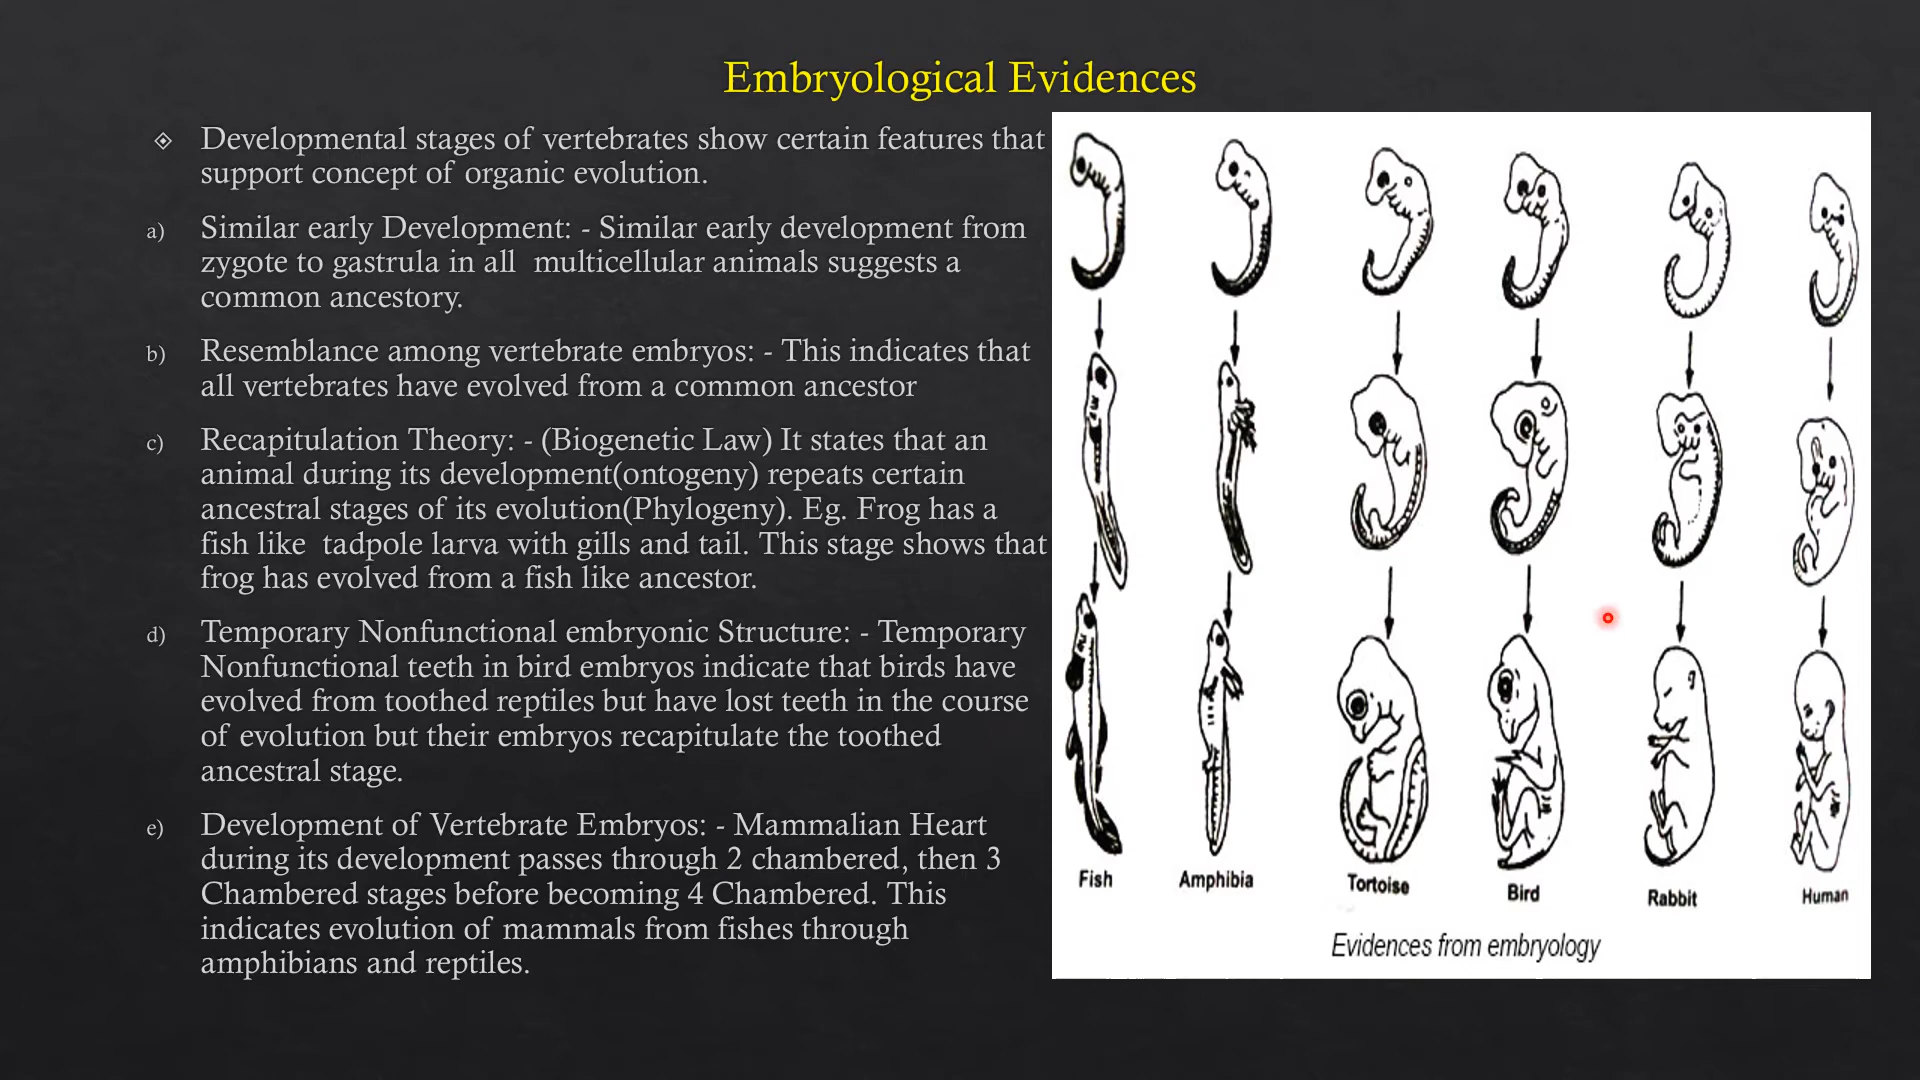 Embryological Evidences
Developmental stages of vertebrates show certain features that
support concept of organic evolution.
a) Similar early Development: - Similar early development from
zygote to gastrula in all  multicellular animals suggests a
common ancestory.
b) Resemblance among vertebrate embryos: - This indicates that
all vertebrates have evolved from a common ancestor
c) Recapitulation Theory: - (Biogenetic Law) It states that an
animal during its development(ontogeny) repeats certain
ancestral stages of its evolution(Phylogeny). Eg. Frog has a
fish like  tadpole larva with gills and tail. This stage shows that
frog has evolved from a fish like ancestor.
d) Temporary Nonfunctional embryonic Structure: - Temporary
Nonfunctional teeth in bird embryos indicate that birds have
evolved from toothed reptiles but have lost teeth in the course
of evolution but their embryos recapitulate the toothed
ancestral stage.
e) Development of Vertebrate Embryos: - Mammalian Heart
during its development passes through 2 chambered, then 3
Chambered stages before becoming 4 Chambered. This
indicates evolution of mammals from fishes through
amphibians and reptiles.
Fish Amphibia Tortoise Bird Rabbit Human
Evidences from embryology